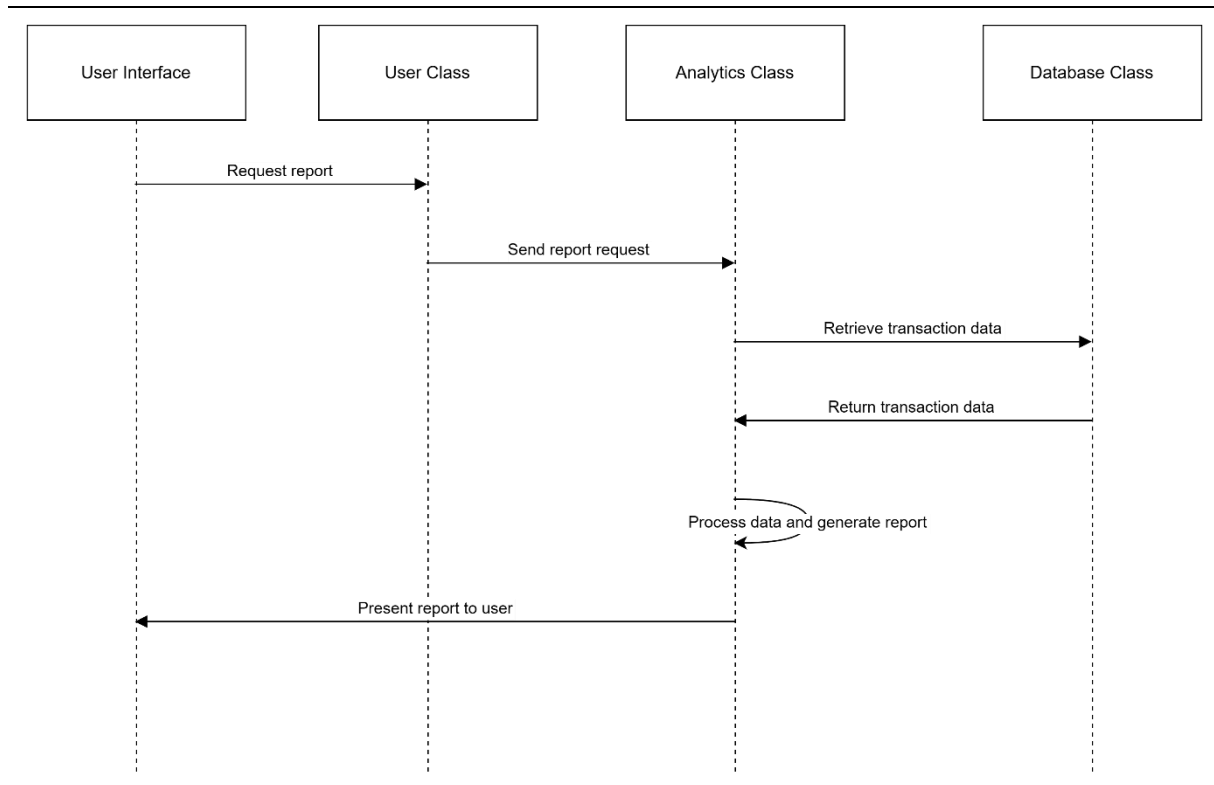 User Interface
User Class
Analytics Class
Database Class
Request report
Send report request
Retrieve transaction data
Return transaction data
Process data and generate report
Present report to user